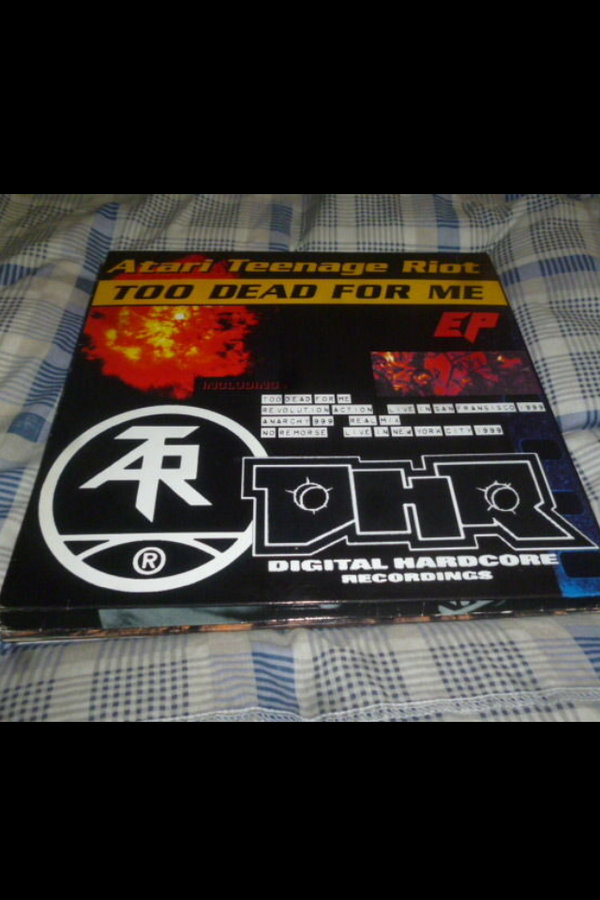 Atari Teenage Riot
TOO DEAD FOR ME
EP
INCLUDING
TOO DEAD FOR ME
REVOLUTION ACTION LIVE IN SAN FRANSISCO 1999
ANARCHY 999 REAL MIX
NO REMORSE LIVE IN NEW YORK CITY 1999
ATR
DHR
®
DIGITAL HARDCORE
RECORDINGS